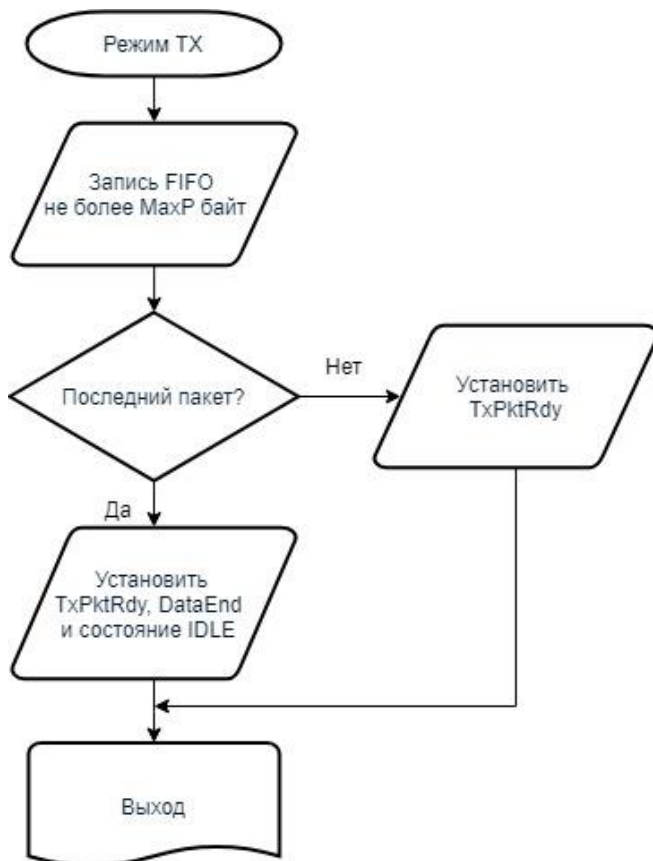 Режим TX
Запись FIFO
не более MaxP байт
Последний пакет?
Нет
Установить
TxPktRdy
Да
Установить
TxPktRdy, DataEnd
и состояние IDLE
Выход